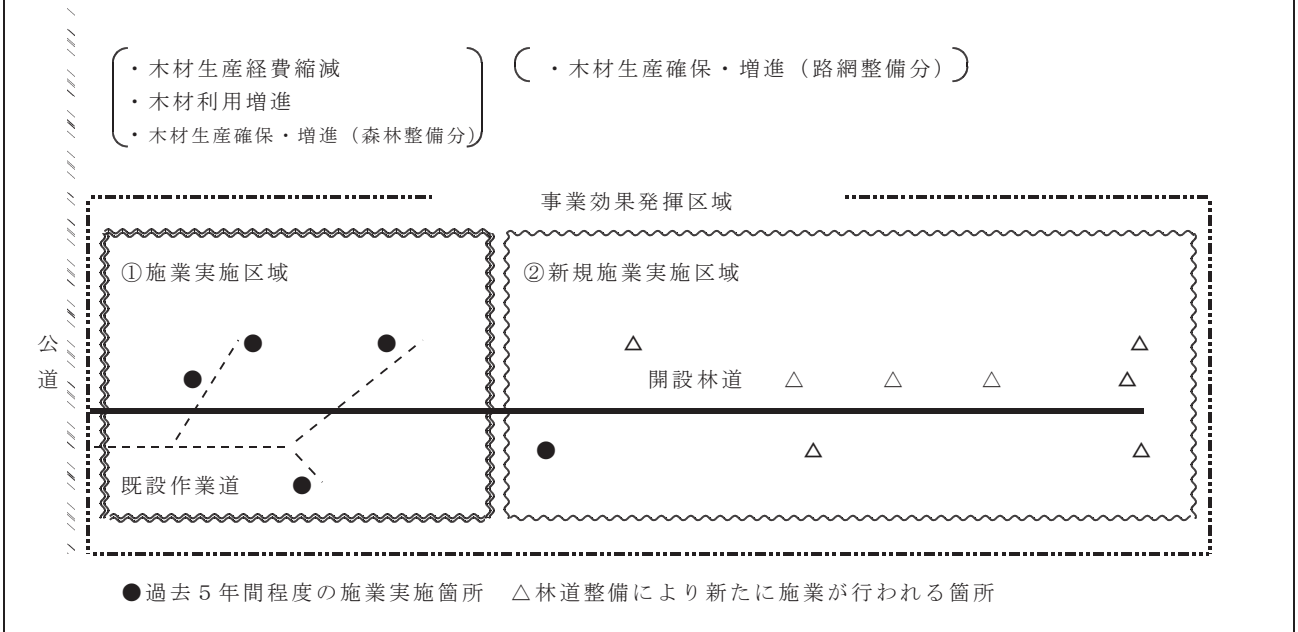 ・木材生産経費縮減
・木材利用増進
・木材生産確保・増進（森林整備分）
・木材生産確保・増進（路網整備分）
事業効果発揮区域
①施業実施区域
②新規施業実施区域
公道
開設林道
既設作業道
●過去５年間程度の施業実施箇所　△林道整備により新たに施業が行われる箇所